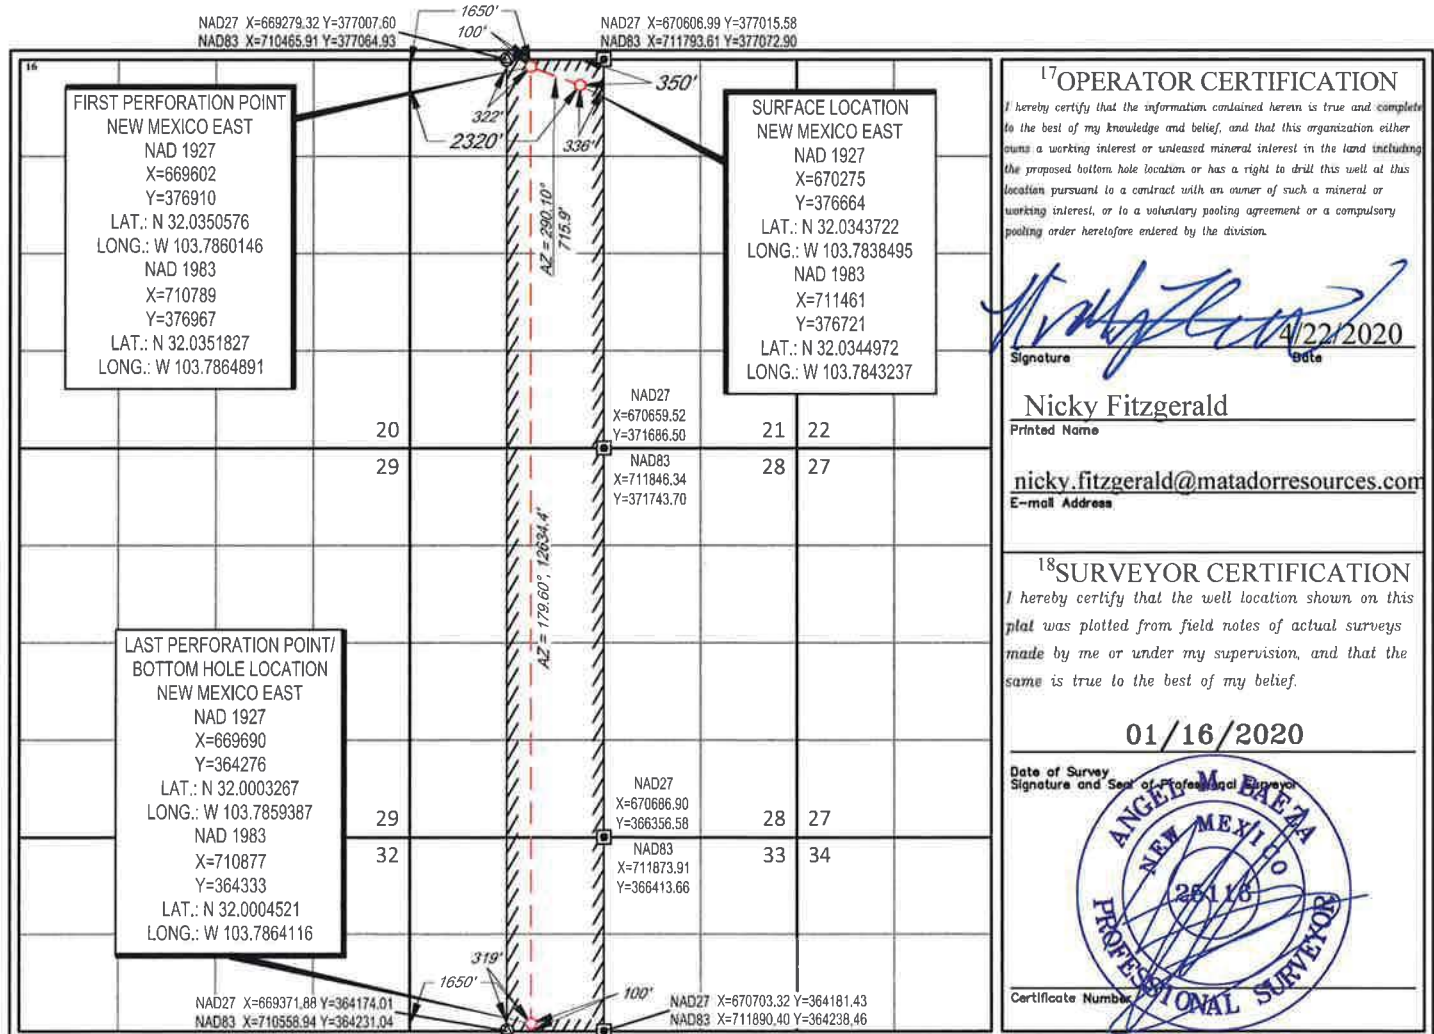 NAD27 X=669279.32 Y=377007.60
NAD83 X=710465.91 Y=377064.93
1650'
100'
NAD27 X=670606.99 Y=377015.58
NAD83 X=711793.61 Y=377072.90
16
FIRST PERFORATION POINT
NEW MEXICO EAST
NAD 1927
X=669602
Y=376910
LAT.: N 32.0350576
LONG.: W 103.7860146
NAD 1983
X=710789
Y=376967
LAT.: N 32.0351827
LONG.: W 103.7864891
322'
2320'
336'
350'
AZ = 290.10°
715.9'
SURFACE LOCATION
NEW MEXICO EAST
NAD 1927
X=670275
Y=376664
LAT.: N 32.0343722
LONG.: W 103.7838495
NAD 1983
X=711461
Y=376721
LAT.: N 32.0344972
LONG.: W 103.7843237
20
29
NAD27
X=670659.52
Y=371686.50
21 22
NAD83
X=711846.34
Y=371743.70
28 27
AZ = 179.60°, 12634.4'
LAST PERFORATION POINT/
BOTTOM HOLE LOCATION
NEW MEXICO EAST
NAD 1927
X=669690
Y=364276
LAT.: N 32.0003267
LONG.: W 103.7859387
NAD 1983
X=710877
Y=364333
LAT.: N 32.0004521
LONG.: W 103.7864116
29
32
NAD27
X=670686.90
Y=366356.58
28 27
NAD83
X=711873.91
Y=366413.66
33 34
319'
1650'
100'
NAD27 X=669371.88 Y=364174.01
NAD83 X=710558.94 Y=364231.04
NAD27 X=670703.32 Y=364181.43
NAD83 X=711890.40 Y=364238.46
17 OPERATOR CERTIFICATION
I hereby certify that the information contained herein is true and complete
to the best of my knowledge and belief, and that this organization either
owns a working interest or unleased mineral interest in the land including
the proposed bottom hole location or has a right to drill this well at this
location pursuant to a contract with an owner of such a mineral or
working interest, or to a voluntary pooling agreement or a compulsory
pooling order heretofore entered by the division.
4/22/2020
Signature Date
Nicky Fitzgerald
Printed Name
nicky.fitzgerald@matadorresources.com
E-mail Address
18 SURVEYOR CERTIFICATION
I hereby certify that the well location shown on this
plat was plotted from field notes of actual surveys
made by me or under my supervision, and that the
same is true to the best of my belief.
01/16/2020
Date of Survey
Signature and Seal of Professional Surveyor
ANGEL M. BAEZA
NEW MEXICO
25116
PROFESSIONAL SURVEYOR
Certificate Number